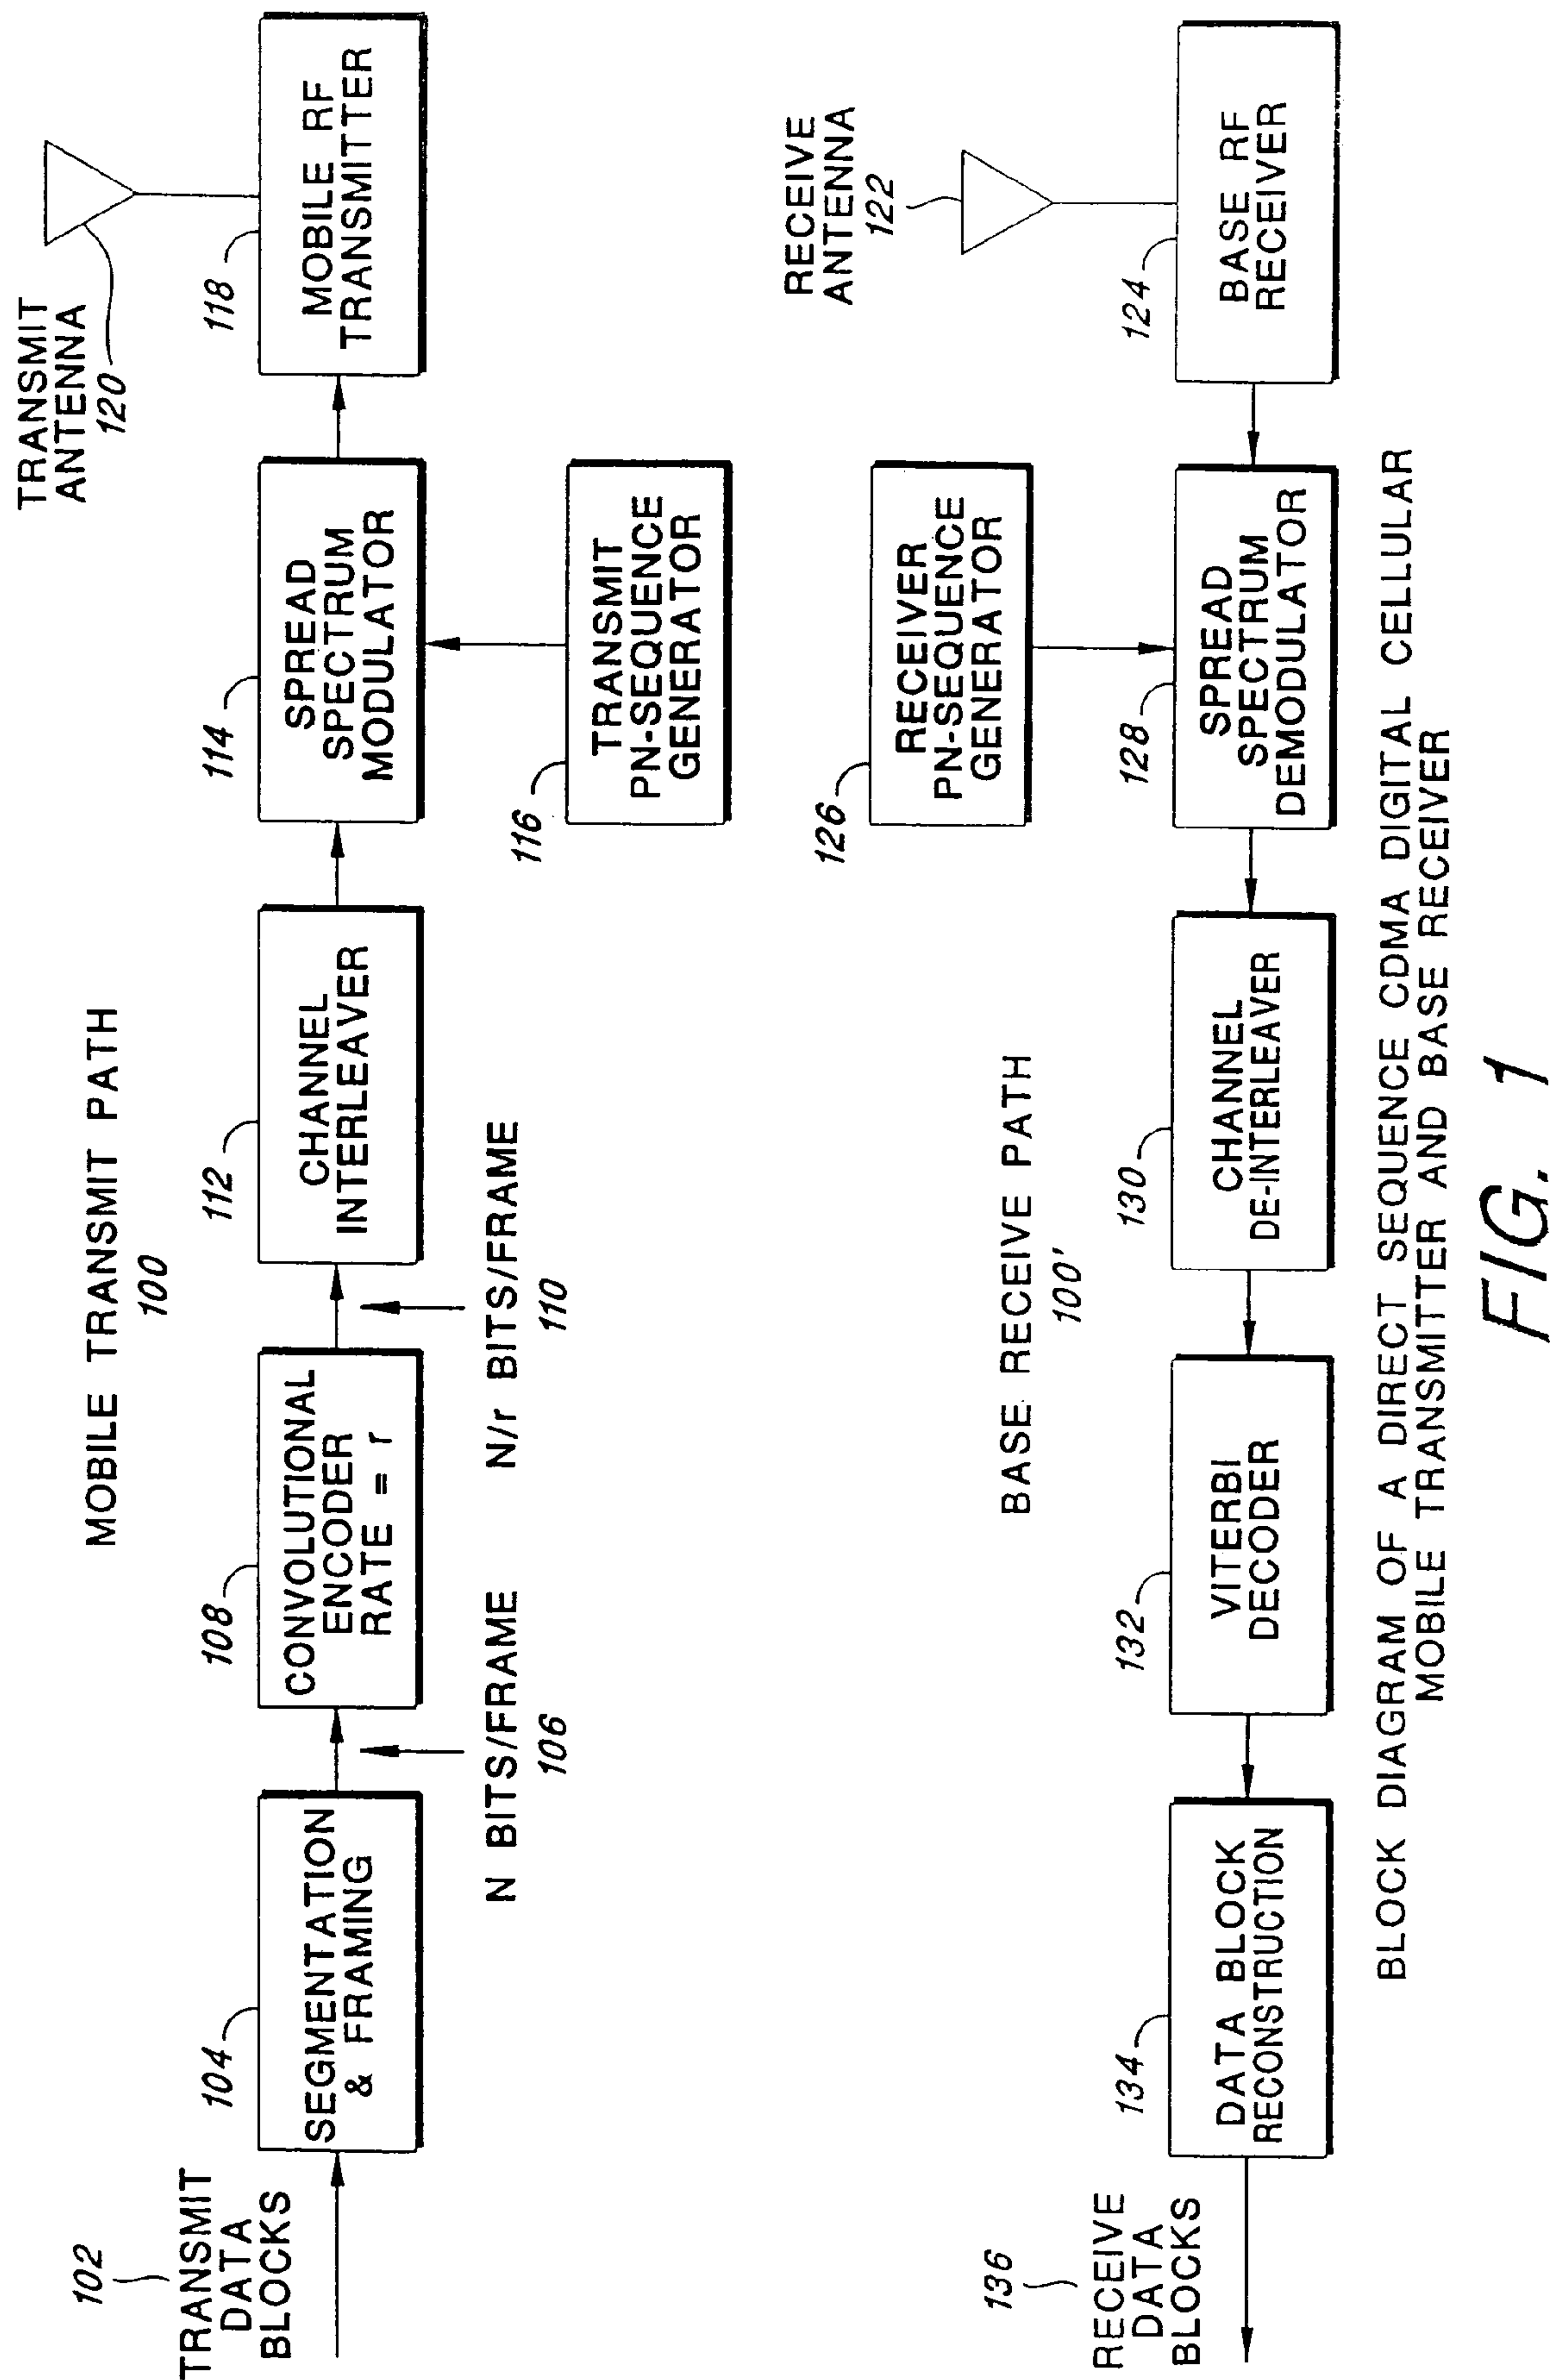 MOBILE TRANSMIT PATH
100
102
TRANSMIT
DATA
BLOCKS
104
SEGMENTATION
& FRAMING
N BITS/FRAME
106
108
CONVOLUTIONAL
ENCODER
RATE = r
N/r BITS/FRAME
110
112
CHANNEL
INTERLEAVER
114
SPREAD
SPECTRUM
MODULATOR
116
TRANSMIT
PN-SEQUENCE
GENERATOR
118
MOBILE RF
TRANSMITTER
TRANSMIT
ANTENNA
120
BASE RECEIVE PATH
100'
136
RECEIVE
DATA
BLOCKS
134
DATA BLOCK
RECONSTRUCTION
132
VITERBI
DECODER
130
CHANNEL
DE-INTERLEAVER
128
SPREAD
SPECTRUM
DEMODULATOR
126
RECEIVER
PN-SEQUENCE
GENERATOR
124
BASE RF
RECEIVER
RECEIVE
ANTENNA
122
BLOCK DIAGRAM OF A DIRECT SEQUENCE CDMA DIGITAL CELLULAR
MOBILE TRANSMITTER AND BASE RECEIVER
FIG. 1